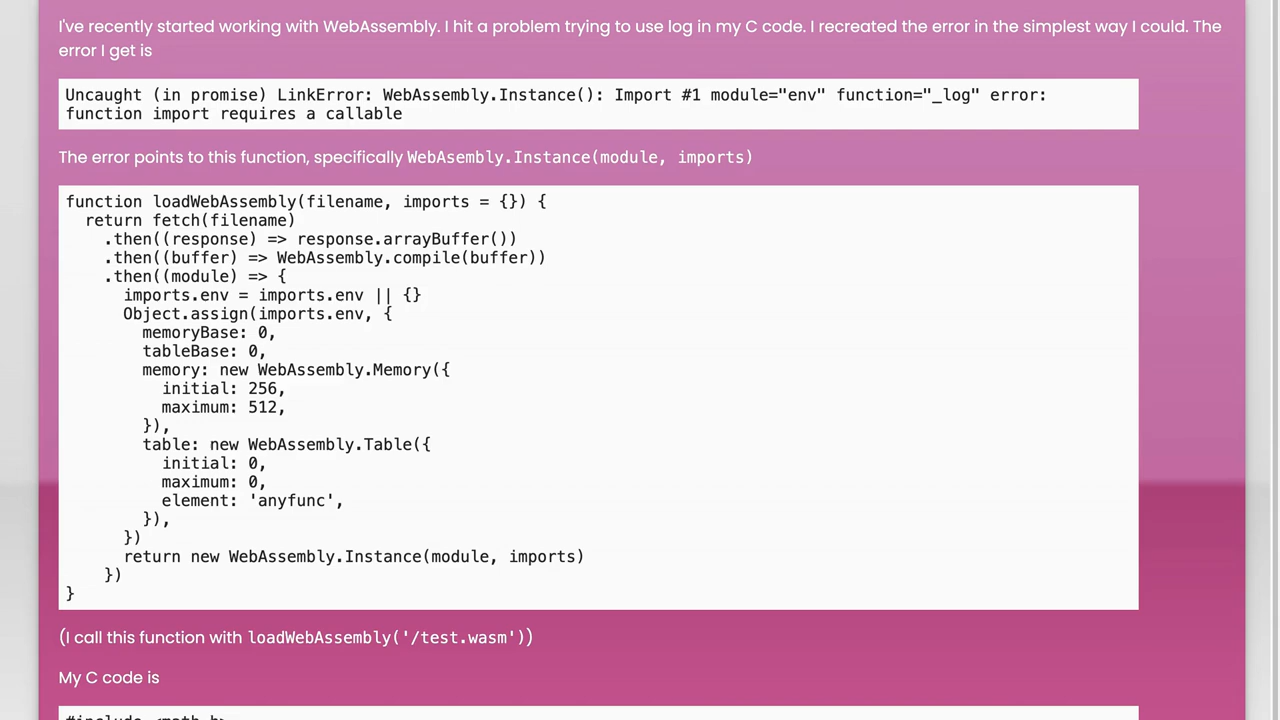 I've recently started working with WebAssembly. I hit a problem trying to use log in my C code. I recreated the error in the simplest way I could. The
error I get is
Uncaught (in promise) LinkError: WebAssembly.Instance(): Import #1 module="env" function="_log" error:
function import requires a callable
The error points to this function, specifically WebAsembly.Instance(module, imports)
function loadWebAssembly(filename, imports = {}) {
  return fetch(filename)
    .then((response) => response.arrayBuffer())
    .then((buffer) => WebAssembly.compile(buffer))
    .then((module) => {
      imports.env = imports.env || {}
      Object.assign(imports.env, {
        memoryBase: 0,
        tableBase: 0,
        memory: new WebAssembly.Memory({
          initial: 256,
          maximum: 512,
        }),
        table: new WebAssembly.Table({
          initial: 0,
          maximum: 0,
          element: 'anyfunc',
        }),
      })
      return new WebAssembly.Instance(module, imports)
    })
}
(I call this function with loadWebAssembly('/test.wasm'))
My C code is
#include <math.h>